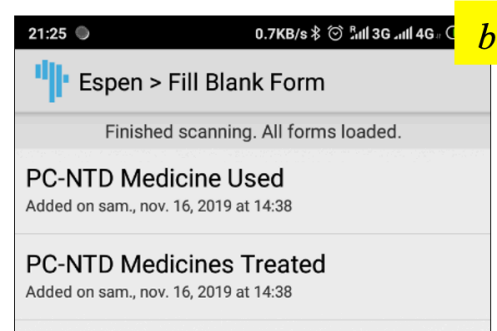 21:25 0.7KB/s R 3G 4G
b
Espen > Fill Blank Form
Finished scanning. All forms loaded.
PC-NTD Medicine Used
Added on sam., nov. 16, 2019 at 14:38
PC-NTD Medicines Treated
Added on sam., nov. 16, 2019 at 14:38